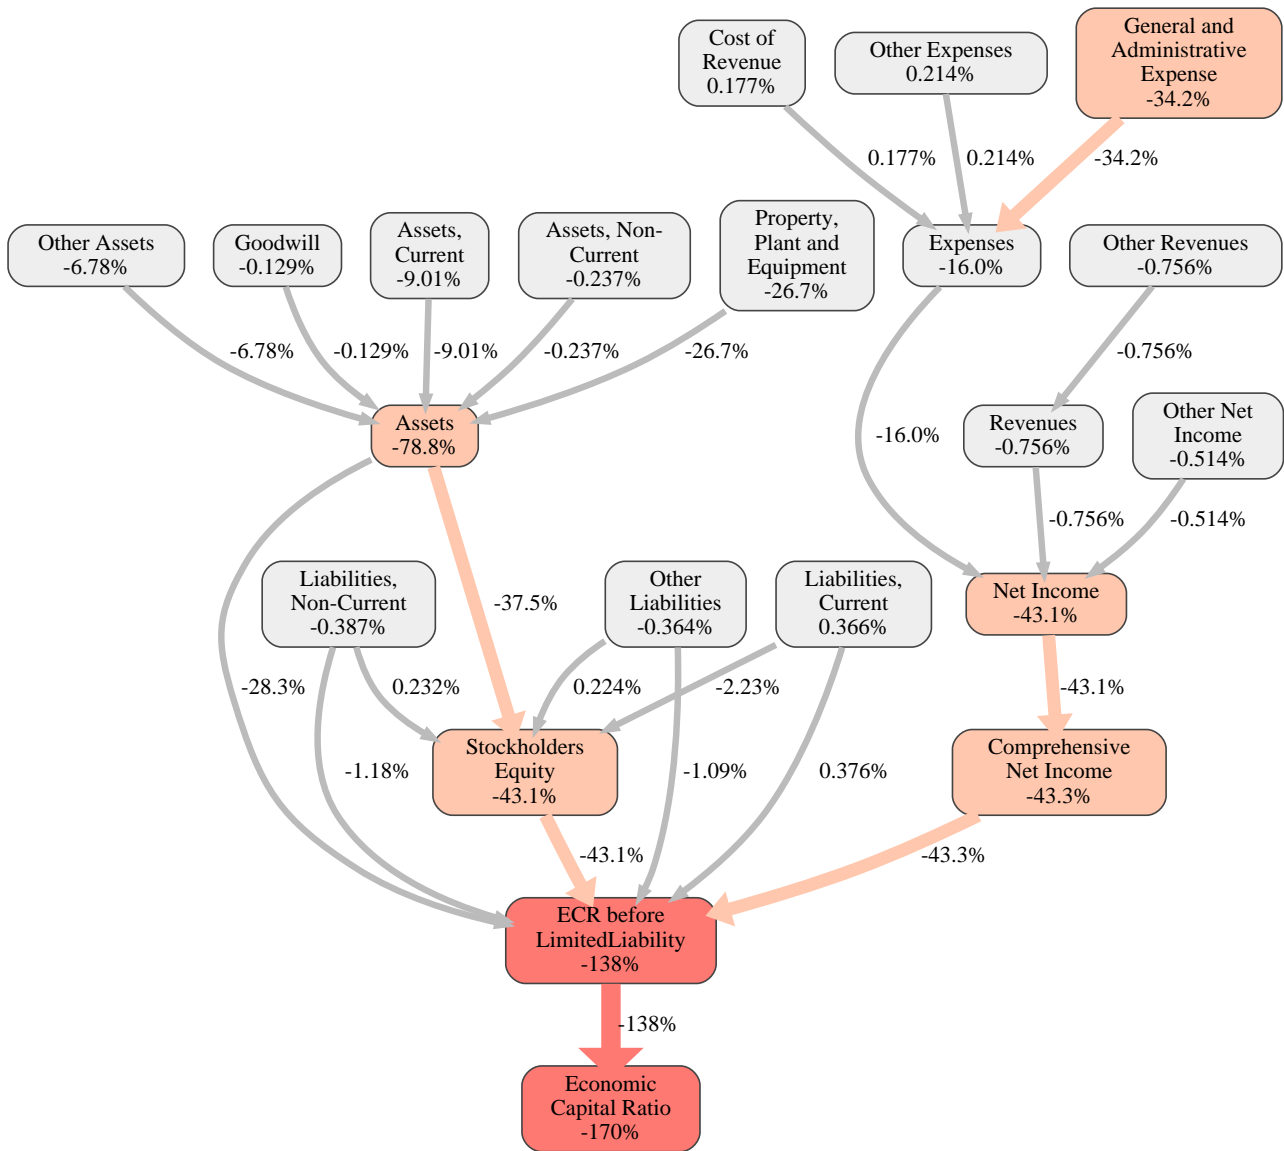 Cost of
Revenue
0.177%
Other Expenses
0.214%
General and
Administrative
Expense
-34.2%
0.177%
0.214%
-34.2%
Other Assets
-6.78%
Goodwill
-0.129%
Assets,
Current
-9.01%
Assets, Non-
Current
-0.237%
Property,
Plant and
Equipment
-26.7%
Expenses
-16.0%
Other Revenues
-0.756%
-6.78%
-0.129%
-9.01%
-0.237%
-26.7%
-0.756%
Assets
-78.8%
-16.0%
Revenues
-0.756%
Other Net
Income
-0.514%
-0.756%
-0.514%
Liabilities,
Non-Current
-0.387%
-37.5%
Other
Liabilities
-0.364%
Liabilities,
Current
0.366%
Net Income
-43.1%
-28.3%
0.232%
0.224%
-2.23%
-43.1%
Stockholders
Equity
-43.1%
Comprehensive
Net Income
-43.3%
-1.18%
-1.09%
0.376%
-43.1%
-43.3%
ECR before
LimitedLiability
-138%
-138%
Economic
Capital Ratio
-170%